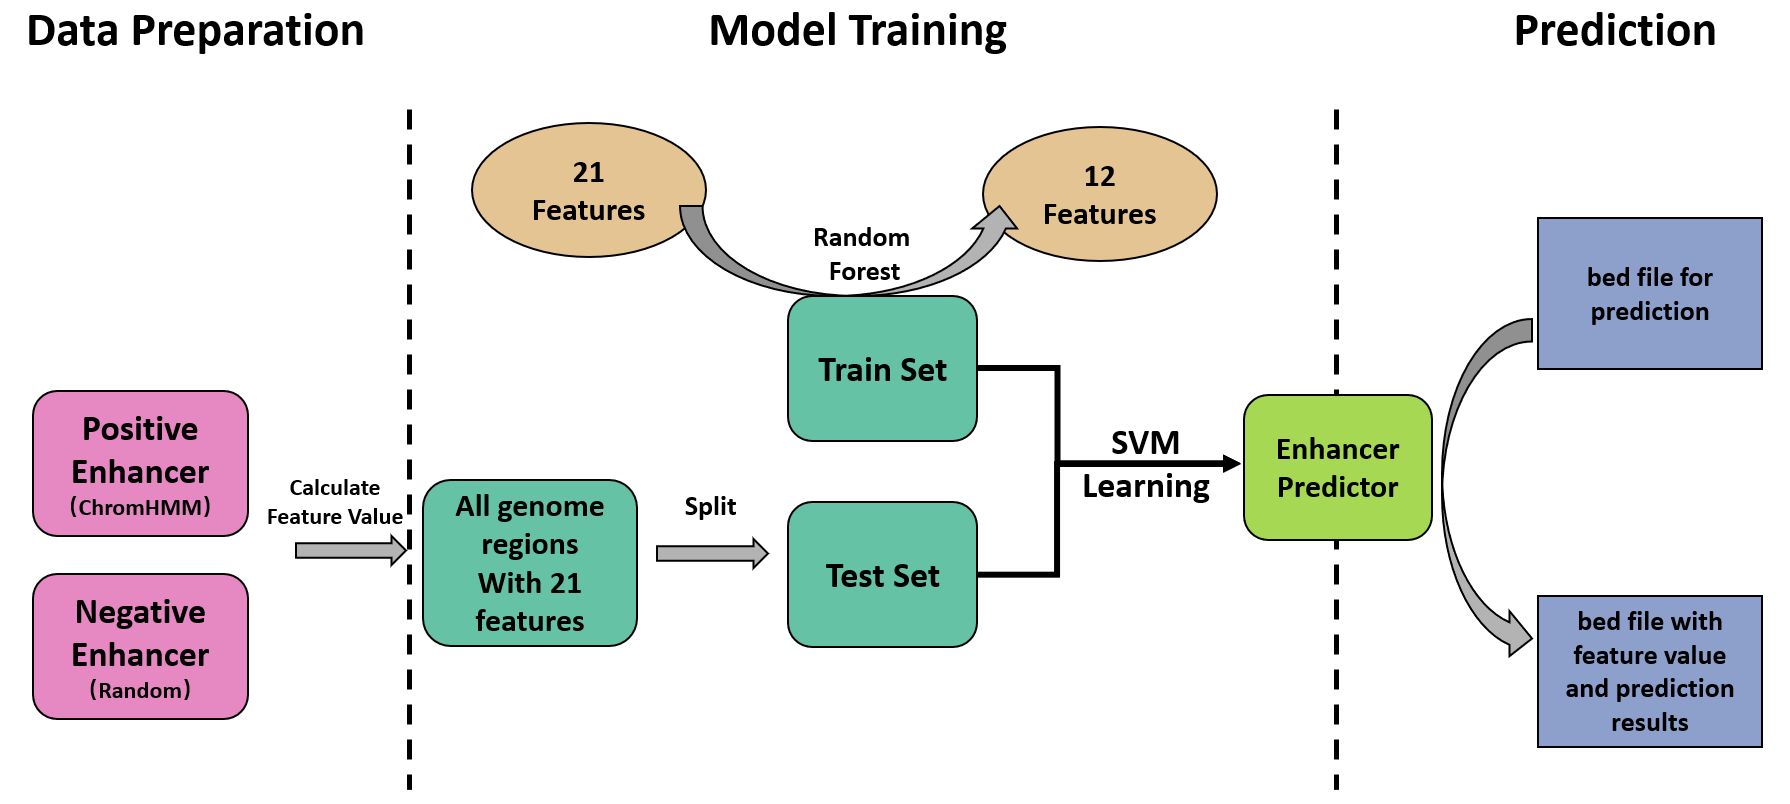 Data Preparation
Model Training
Prediction
21
Features
12
Features
Random
Forest
bed file for
prediction
Train Set
Positive
Enhancer
(ChromHMM)
Calculate
Feature Value
All genome
regions
With 21
features
Split
SVM
Learning
Enhancer
Predictor
Test Set
Negative
Enhancer
(Random)
bed file with
feature value
and prediction
results